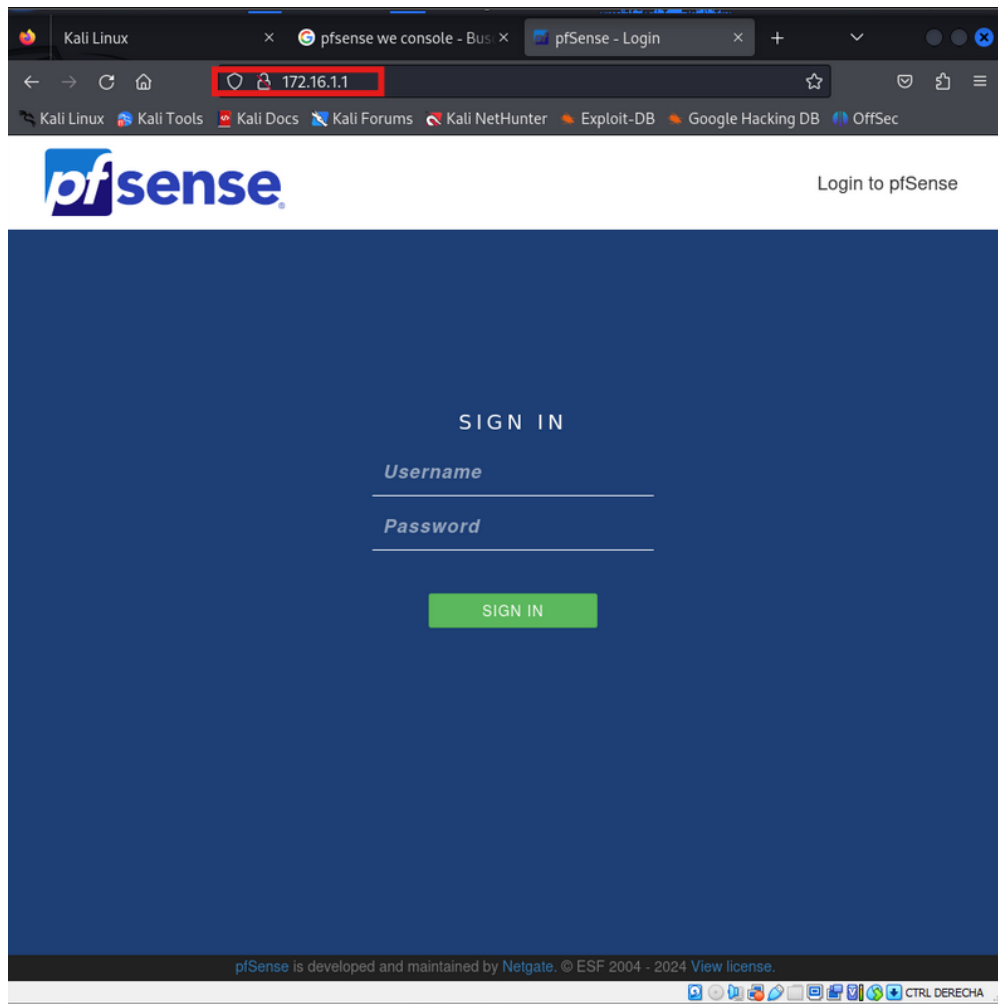 Kali Linux
pfsense we console - Bus
pfSense - Login
172.16.1.1
Kali Linux Kali Tools Kali Docs Kali Forums Kali NetHunter Exploit-DB Google Hacking DB OffSec
pfsense
Login to pfSense
SIGN IN
Username
Password
SIGN IN
pfSense is developed and maintained by Netgate. © ESF 2004 - 2024 View license.
CTRL DERECHA